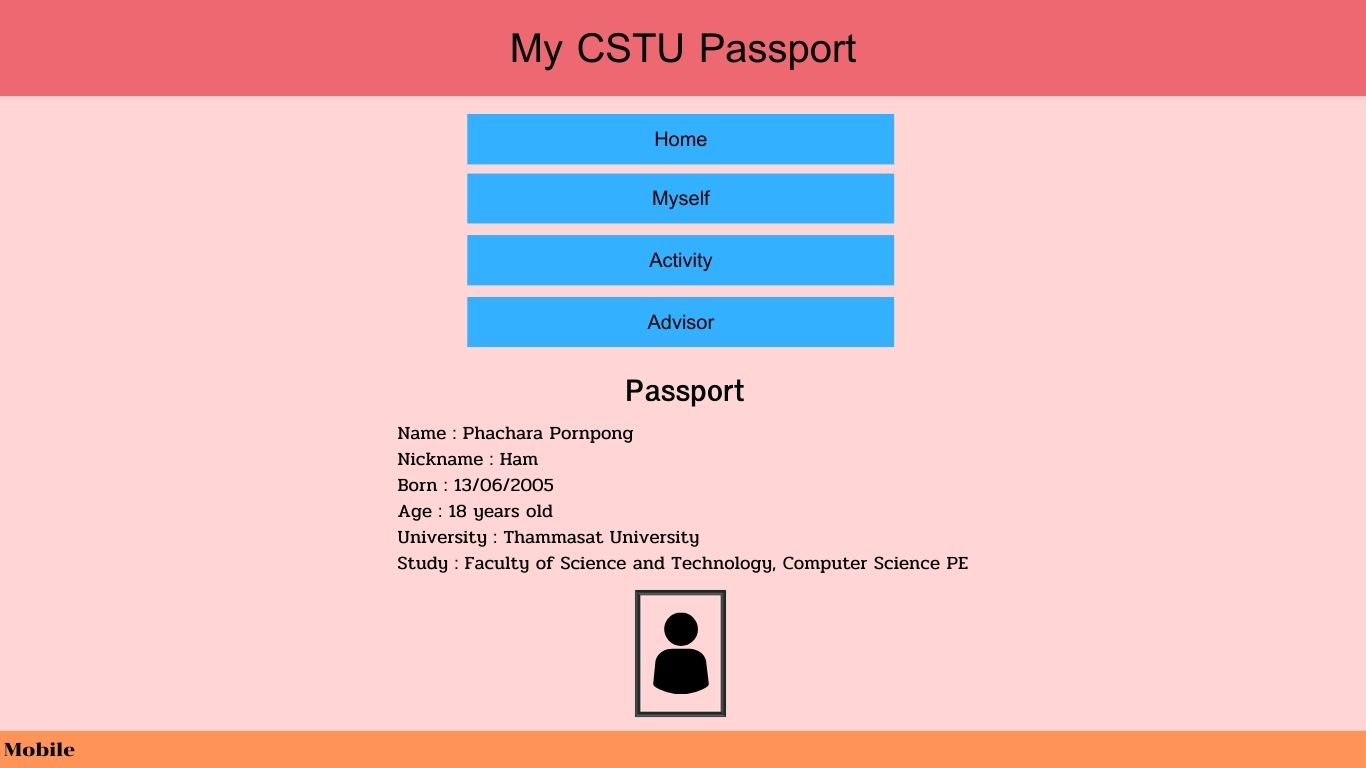 My CSTU Passport
Home
Myself
Activity
Advisor
Passport
Name : Phachara Pornpong
Nickname : Ham
Born : 13/06/2005
Age : 18 years old
University : Thammasat University
Study : Faculty of Science and Technology, Computer Science PE
Mobile